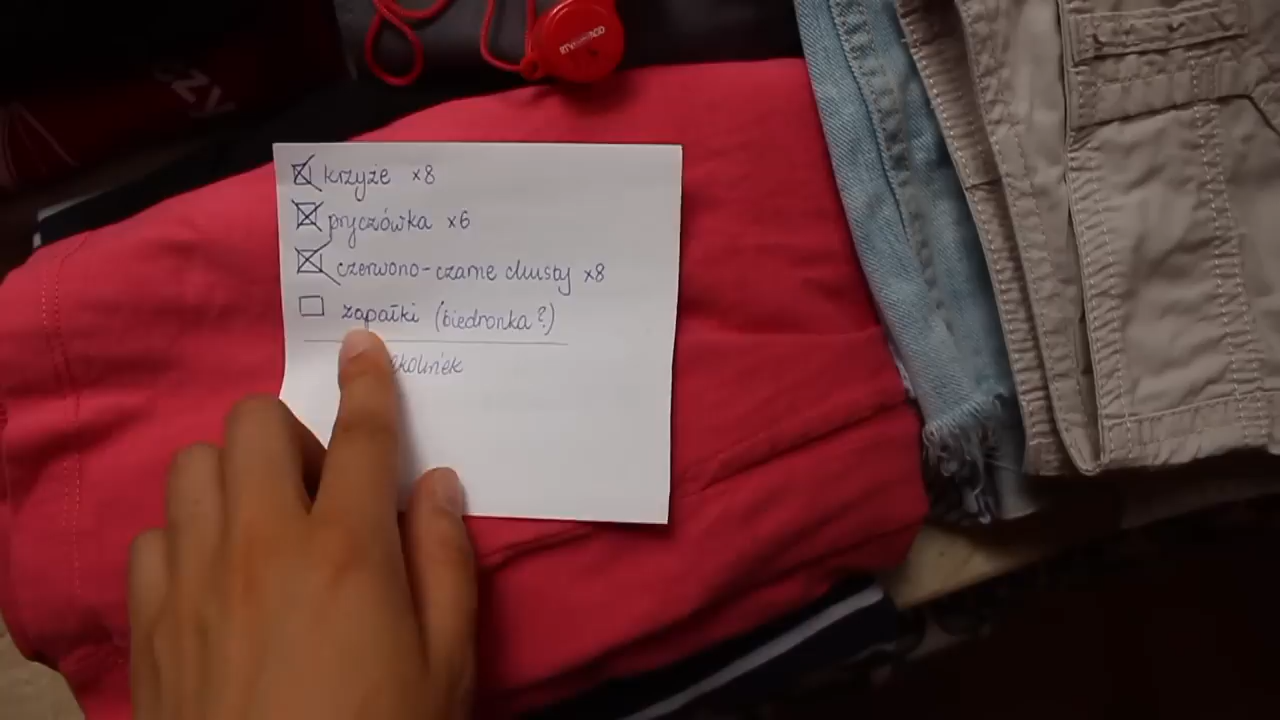 krzyże x8
pryczówka x6
czerwono-czarne chusty x8
zapałki (biedronka?)